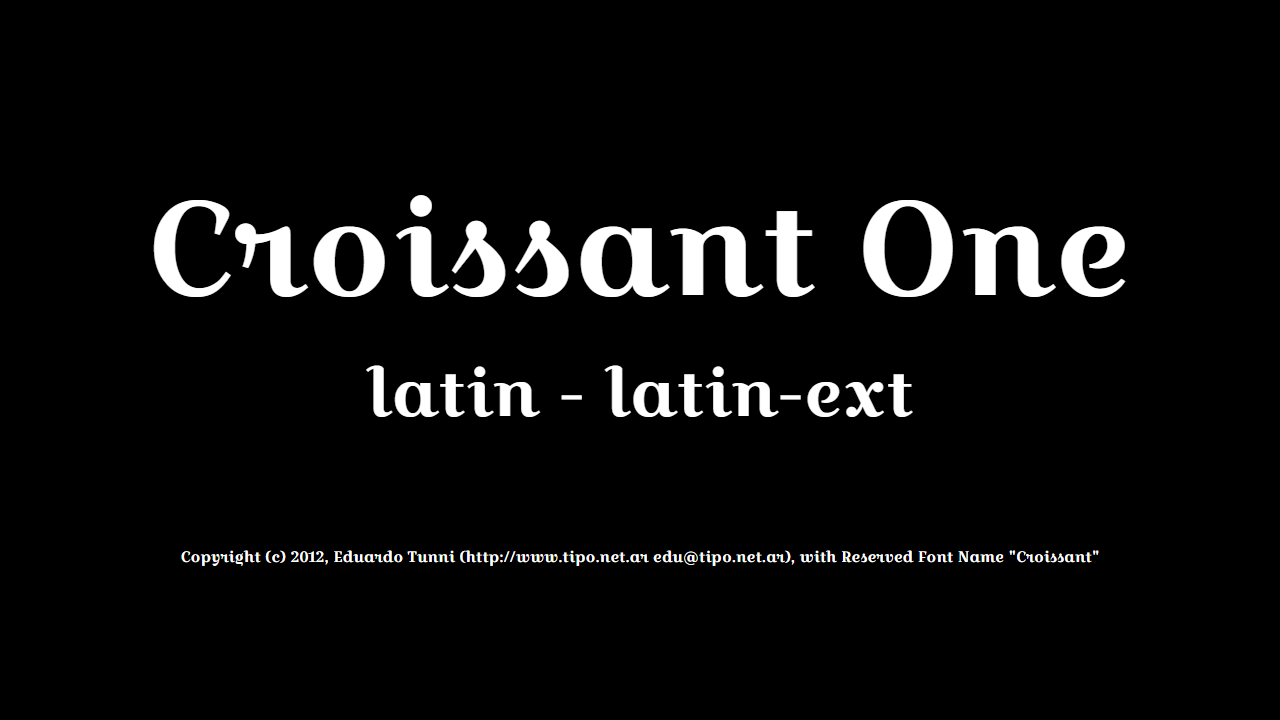 Croissant One
latin - latin-ext
Copyright (c) 2012, Eduardo Tunni (http://www.tipo.net.ar edu@tipo.net.ar), with Reserved Font Name "Croissant"